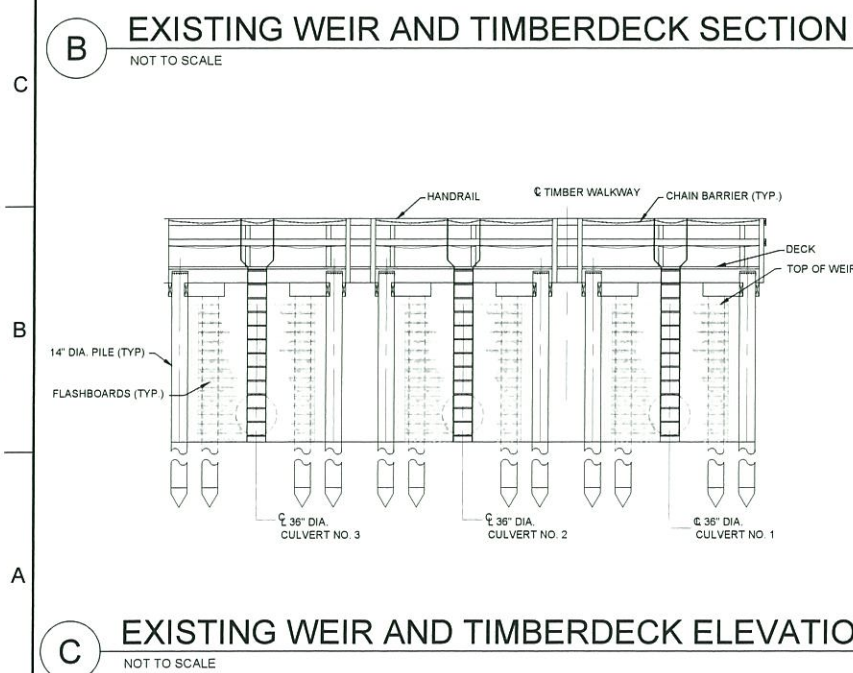 B
EXISTING WEIR AND TIMBERDECK SECTION
NOT TO SCALE
C
HANDRAIL
℄ TIMBER WALKWAY
CHAIN BARRIER (TYP.)
DECK
TOP OF WEIR
B
14" DIA. PILE (TYP)
FLASHBOARDS (TYP.)
℄ 36" DIA.
CULVERT NO. 3
℄ 36" DIA.
CULVERT NO. 2
℄ 36" DIA.
CULVERT NO. 1
A
C
EXISTING WEIR AND TIMBERDECK ELEVATIO
NOT TO SCALE